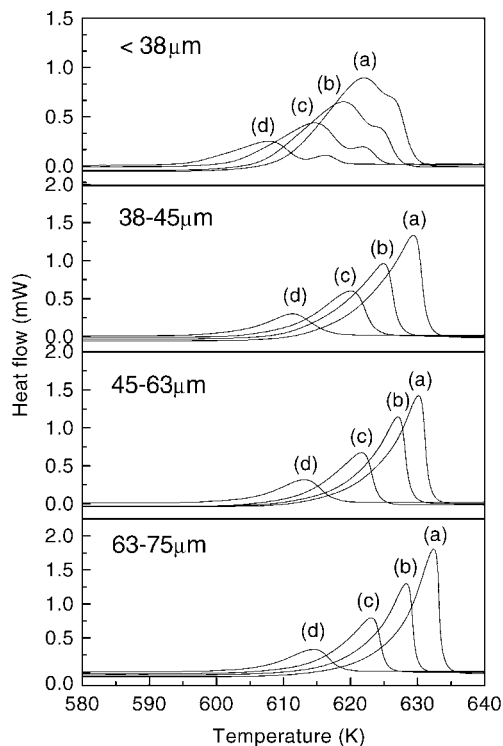 1.5
< 38µm
(a)
(b)
1.0
(c)
(d)
0.5
0.0
2.0
38-45µm
(a)
1.5
(b)
1.0
(c)
(d)
0.5
0.0
Heat flow (mW)
2.0
45-63µm
(a)
1.5
(b)
1.0
(c)
(d)
0.5
0.0
2.0
63-75µm
(a)
1.5
(b)
1.0
(c)
(d)
0.5
0.0
580 590 600 610 620 630 640
Temperature (K)